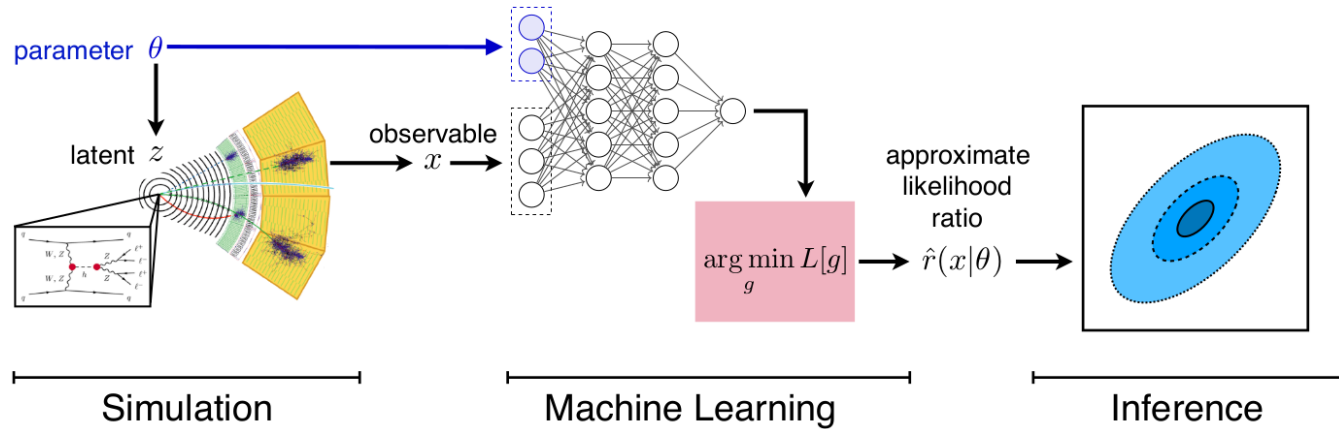 parameter θ
latent z
observable
x
q
q
W, Z
h
Z
Z
W, Z
ℓ+
ℓ−
ℓ+
ℓ−
q
q
arg min L[g]
g
approximate
likelihood
ratio
r̂(x|θ)
Simulation
Machine Learning
Inference